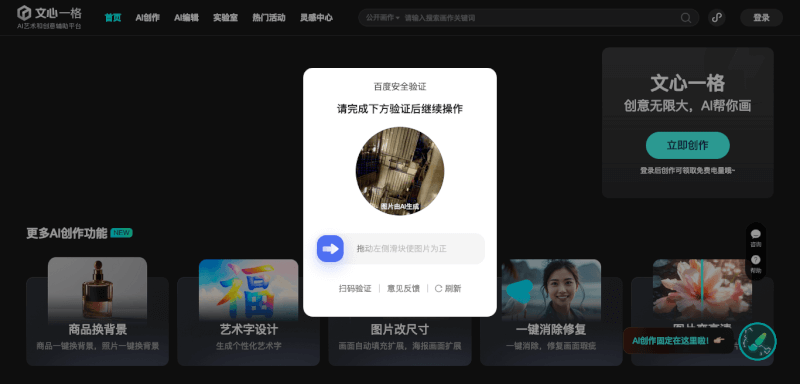 文心一格
AI艺术和创意辅助平台
首页 AI创作 AI编辑 实验室 热门活动 灵感中心
公开画作 请输入搜索画作关键词
登录
百度安全验证
请完成下方验证后继续操作
图片由AI生成
拖动左侧滑块使图片为正
扫码验证 | 意见反馈 | 刷新
文心一格
创意无限大，AI帮你画
立即创作
登录后创作可领取免费电量哦~
更多AI创作功能 NEW
咨询
帮助
商品换背景
商品一键换背景，照片一键换背景
艺术字设计
生成个性化艺术字
图片改尺寸
画面自动填充扩展，海报画面扩展
一键消除修复
一键消除，修复画面瑕疵
图片变高清
AI创作固定在这里啦！